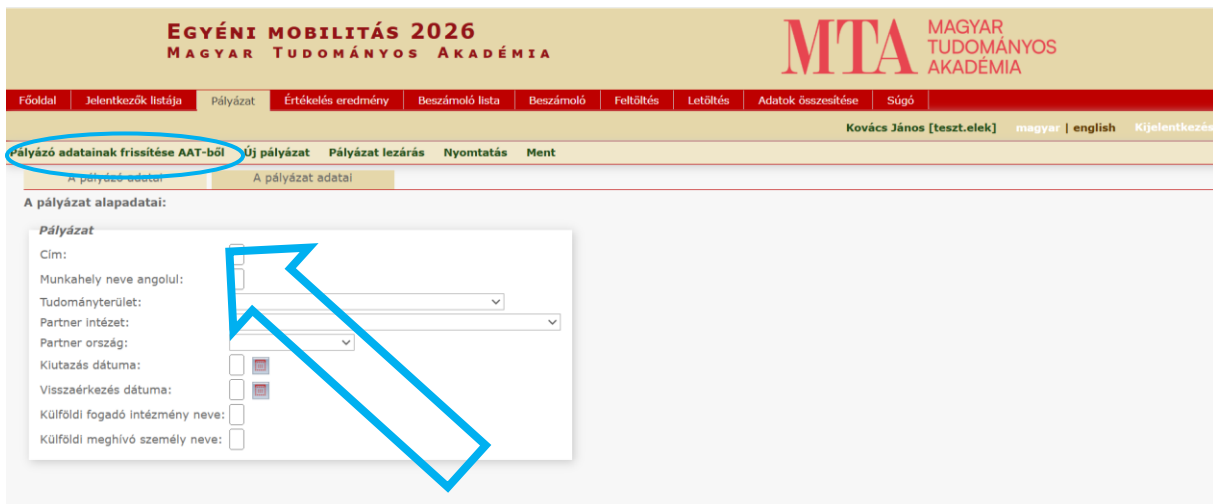 EGYÉNI MOBILITÁS 2026
MAGYAR TUDOMÁNYOS AKADÉMIA
MTA MAGYAR
TUDOMÁNYOS
AKADÉMIA
Főoldal Jelentkezők listája Pályázat Értékelés eredmény Beszámoló lista Beszámoló Feltöltés Letöltés Adatok összesítése Súgó
Kovács János [teszt.elek] magyar | english Kijelentkezés
Pályázó adatainak frissítése AAT-ből Új pályázat Pályázat lezárás Nyomtatás Ment
A pályázó adatai A pályázat adatai
A pályázat alapadatai:
Pályázat
Cím:
Munkahely neve angolul:
Tudományterület:
Partner intézet:
Partner ország:
Kiutazás dátuma:
Visszaérkezés dátuma:
Külföldi fogadó intézmény neve:
Külföldi meghívó személy neve: